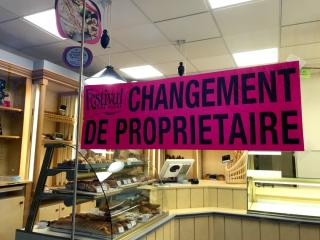 Festival
CHANGEMENT
DE PROPRIETAIRE